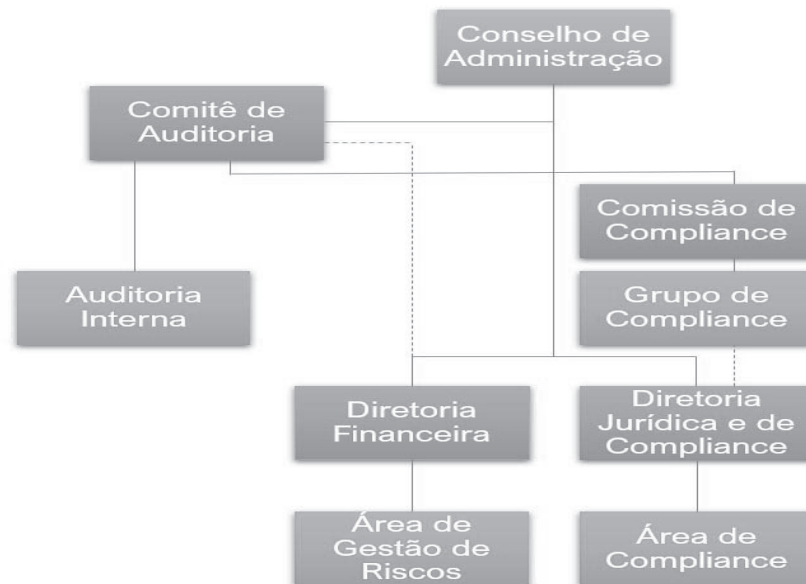 Conselho de
Administração
Comitê de
Auditoria
Comissão de
Compliance
Auditoria
Interna
Grupo de
Compliance
Diretoria
Financeira
Diretoria
Jurídica e de
Compliance
Área de
Gestão de
Riscos
Área de
Compliance